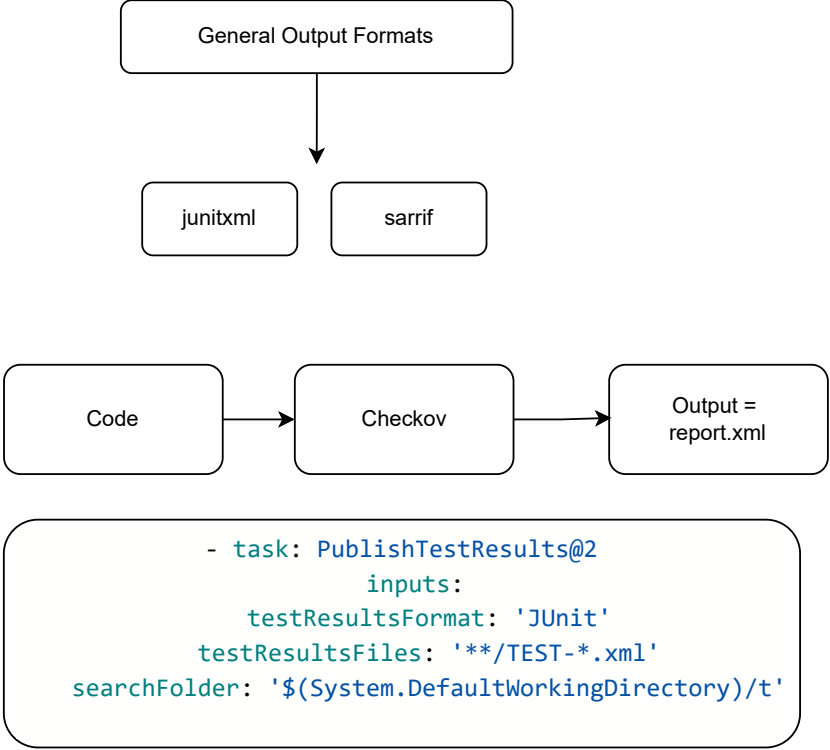 General Output Formats
junitxml
sarrif
Code
Checkov
Output =
report.xml
- task: PublishTestResults@2
inputs:
testResultsFormat: 'JUnit'
testResultsFiles: '**/TEST-*.xml'
searchFolder: '$(System.DefaultWorkingDirectory)/t'